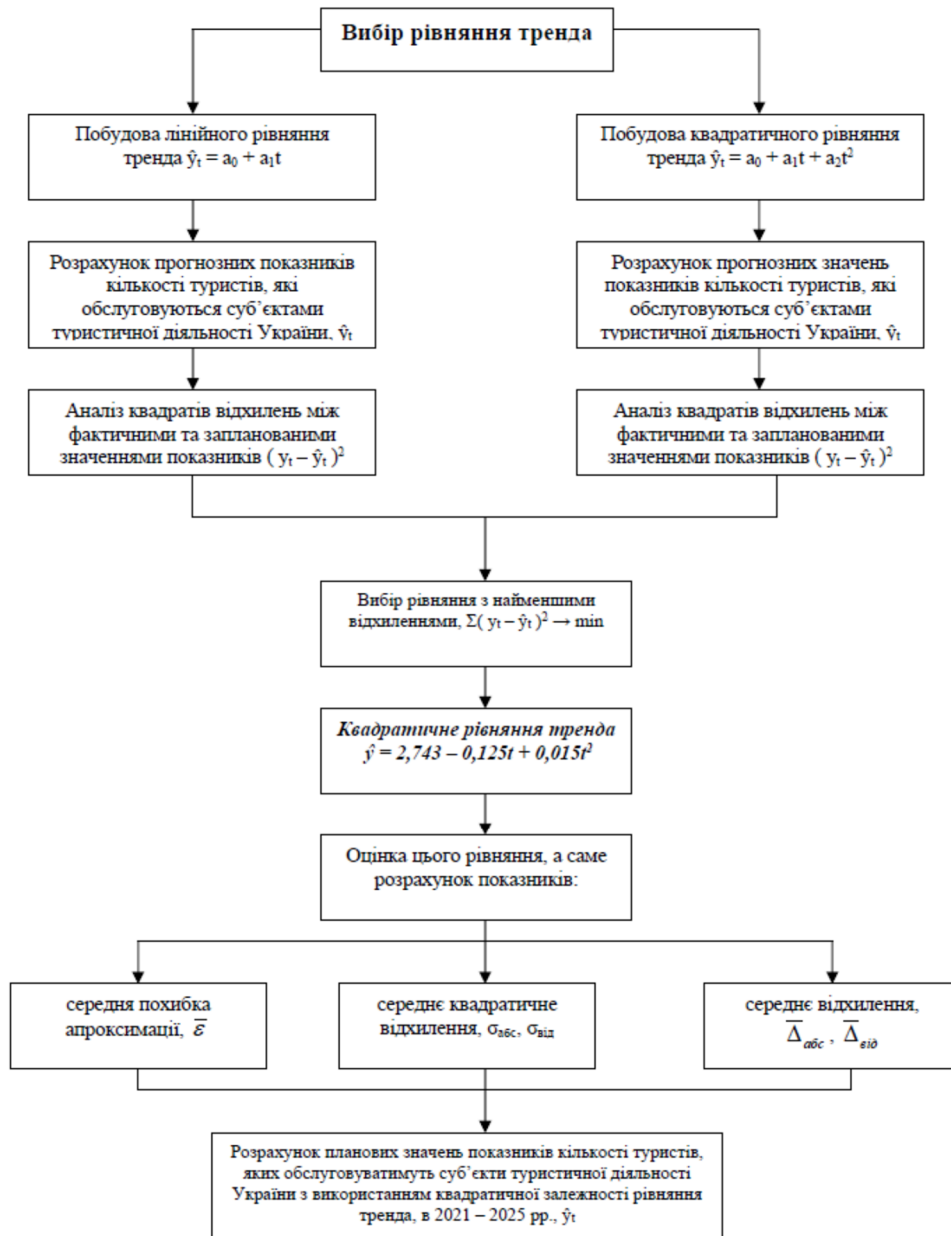 Вибір рівняння тренда
Побудова лінійного рівняння
тренда ŷₜ = a₀ + a₁t
Побудова квадратичного рівняння
тренда ŷₜ = a₀ + a₁t + a₂t²
Розрахунок прогнозних показників
кількості туристів, які
обслуговуються суб’єктами
туристичної діяльності України, ŷₜ
Розрахунок прогнозних значень
показників кількості туристів, які
обслуговуються суб’єктами
туристичної діяльності України, ŷₜ
Аналіз квадратів відхилень між
фактичними та запланованими
значеннями показників ( yₜ – ŷₜ )²
Аналіз квадратів відхилень між
фактичними та запланованими
значеннями показників ( yₜ – ŷₜ )²
Вибір рівняння з найменшими
відхиленнями, Σ( yₜ – ŷₜ )² → min
Квадратичне рівняння тренда
ŷ = 2,743 – 0,125t + 0,015t²
Оцінка цього рівняння, а саме
розрахунок показників:
середня похибка
апроксимації, ε̅
середнє квадратичне
відхилення, σабс, σвід
середнє відхилення,
Δ̅абс , Δ̅від
Розрахунок планових значень показників кількості туристів,
яких обслуговуватимуть суб’єкти туристичної діяльності
України з використанням квадратичної залежності рівняння
тренда, в 2021 – 2025 рр., ŷₜ